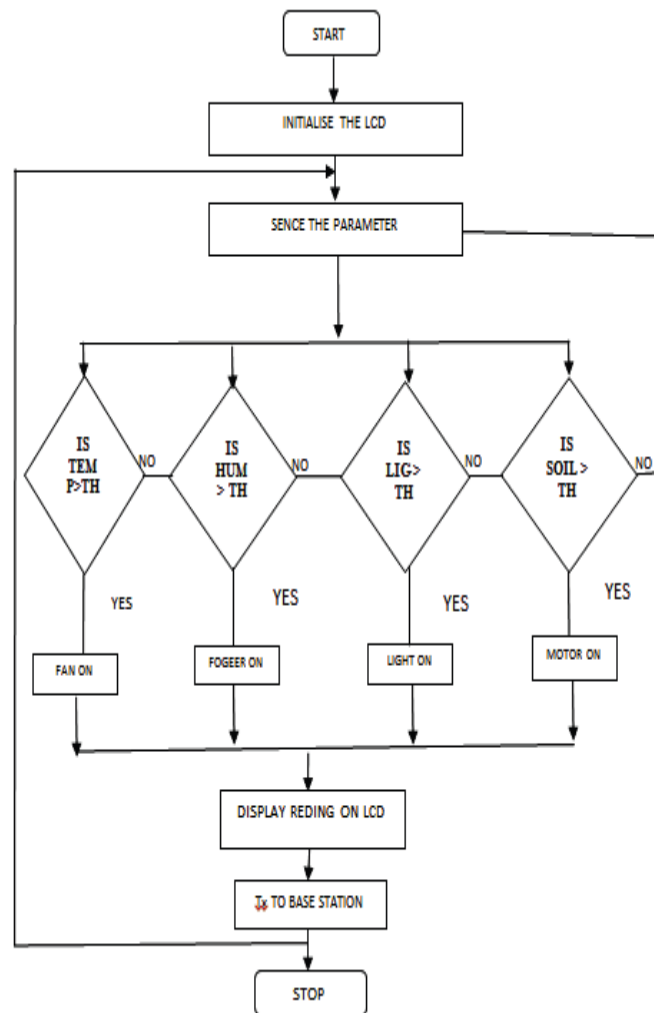 START
INITIALISE THE LCD
SENCE THE PARAMETER
IS
TEM
P>TH
NO
IS
HUM
> TH
NO
IS
LIG>
TH
NO
IS
SOIL >
TH
NO
YES
YES
YES
YES
FAN ON
FOGEER ON
LIGHT ON
MOTOR ON
DISPLAY REDING ON LCD
Tx TO BASE STATION
STOP